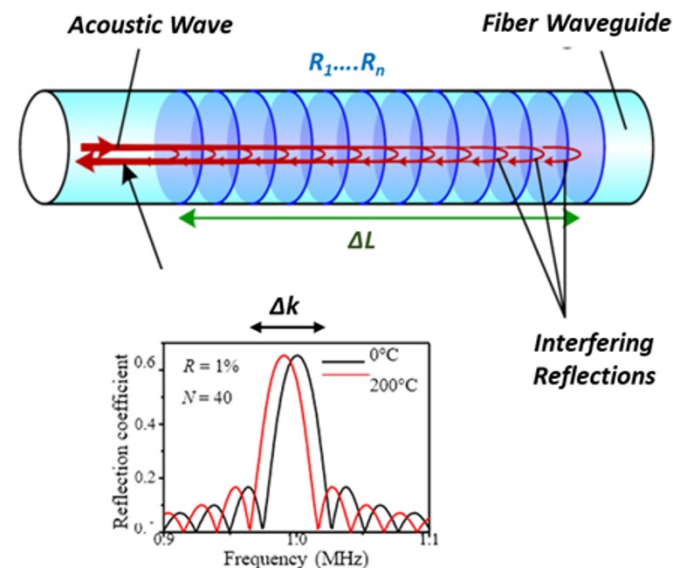 Acoustic Wave
Fiber Waveguide
R₁....Rₙ
ΔL
Interfering
Reflections
Δk
R = 1%
N = 40
0°C
200°C
Reflection coefficient
0.6
0.4
0.2
0.
0.9
1.0
1.1
Frequency (MHz)